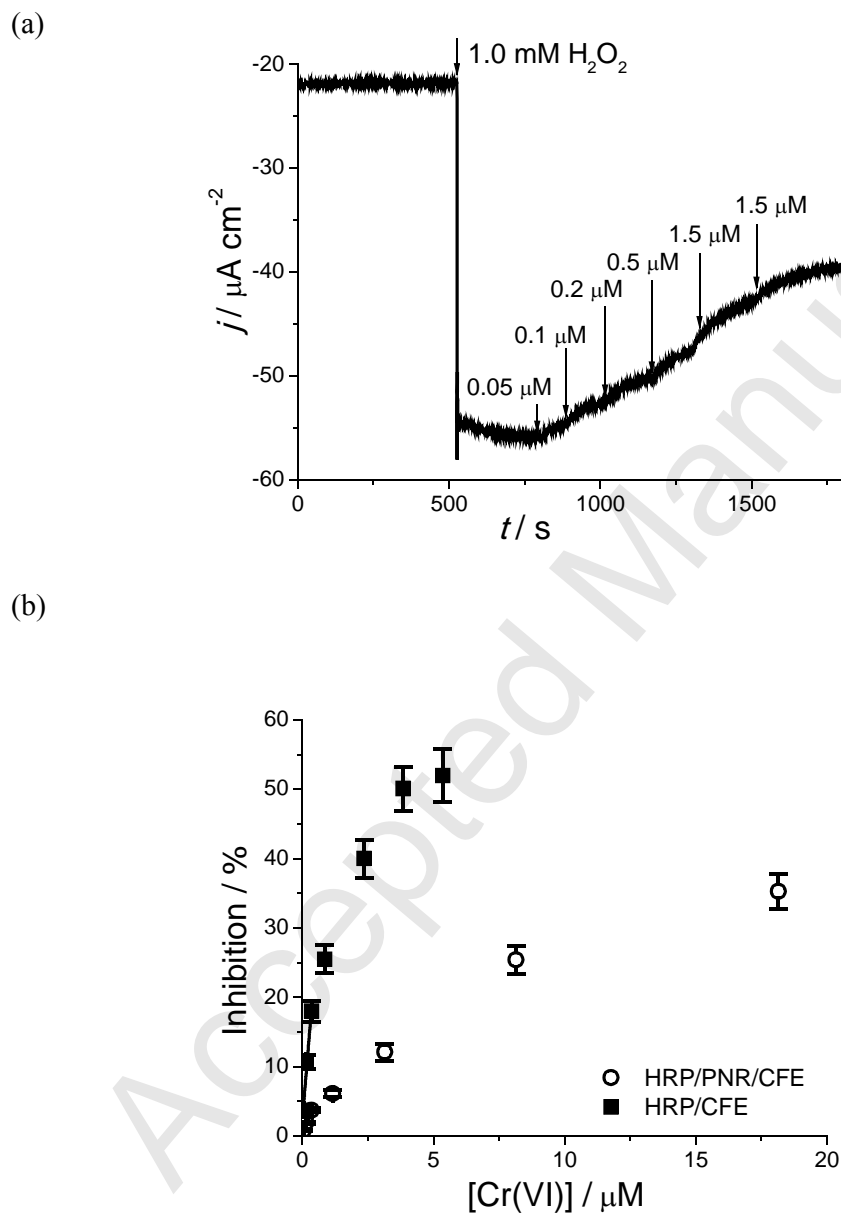 (a)
1.0 mM H₂O₂
-20
-30
-40
-50
-60
j / μA cm⁻²
0.05 μM
0.1 μM
0.2 μM
0.5 μM
1.5 μM
1.5 μM
0
500
1000
1500
t / s
(b)
60
50
40
30
20
10
0
Inhibition / %
HRP/PNR/CFE
HRP/CFE
0
5
10
15
20
[Cr(VI)] / μM
Accepted Manu